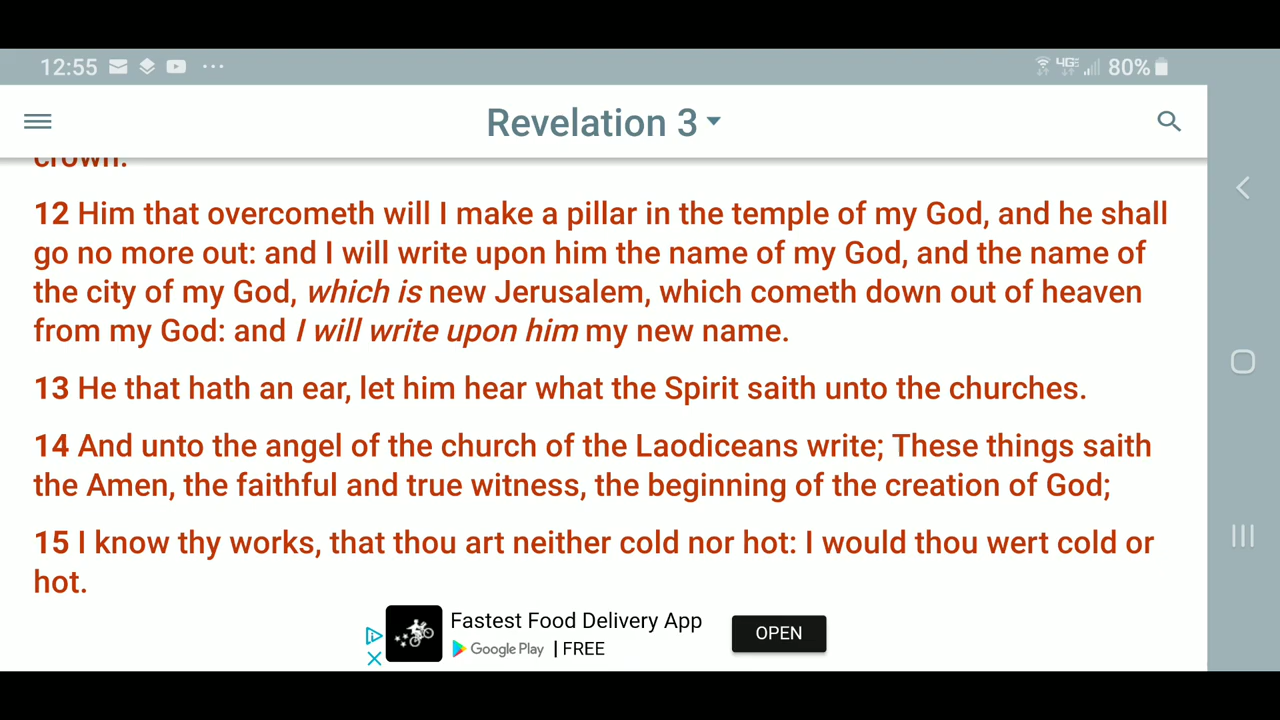 12:55 ... 4GE 80%
Revelation 3
crown.
12 Him that overcometh will I make a pillar in the temple of my God, and he shall
go no more out: and I will write upon him the name of my God, and the name of
the city of my God, which is new Jerusalem, which cometh down out of heaven
from my God: and I will write upon him my new name.
13 He that hath an ear, let him hear what the Spirit saith unto the churches.
14 And unto the angel of the church of the Laodiceans write; These things saith
the Amen, the faithful and true witness, the beginning of the creation of God;
15 I know thy works, that thou art neither cold nor hot: I would thou wert cold or
hot.
Fastest Food Delivery App
Google Play | FREE
OPEN